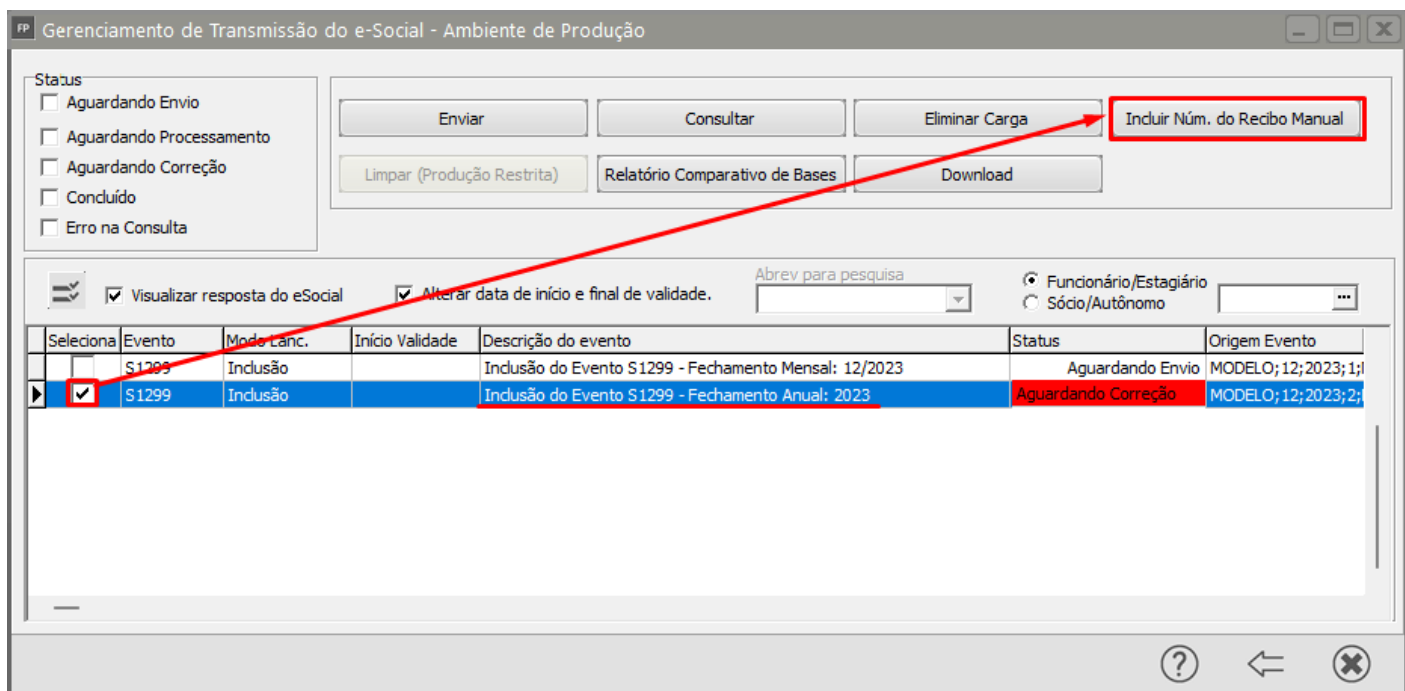 FP Gerenciamento de Transmissão do e-Social - Ambiente de Produção
Status
Aguardando Envio
Aguardando Processamento
Aguardando Correção
Concluído
Erro na Consulta
Enviar Consultar Eliminar Carga Incluir Núm. do Recibo Manual
Limpar (Produção Restrita) Relatório Comparativo de Bases Download
Visualizar resposta do eSocial Alterar data de início e final de validade. Abrev para pesquisa Funcionário/Estagiário
Sócio/Autônomo ...
Seleciona Evento Modo Lanc. Início Validade Descrição do evento Status Origem Evento
S1299 Inclusão Inclusão do Evento S1299 - Fechamento Mensal: 12/2023 Aguardando Envio MODELO;12;2023;1;
S1299 Inclusão Inclusão do Evento S1299 - Fechamento Anual: 2023 Aguardando Correção MODELO;12;2023;2;
?